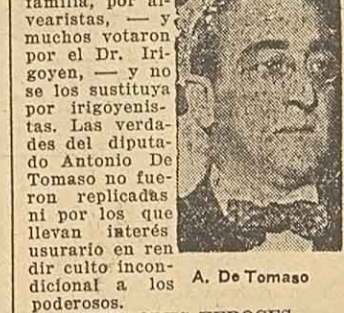 familia, por al-
vearistas, — y
muchos votaron
por el Dr. Iri-
goyen, — y no
se los sustituya
por irigoyenis-
tas. Las verda-
des del diputa-
do Antonio De
Tomaso no fue-
ron replicadas
ni por los que
llevan interés
usurario en ren
dir culto incon-
dicional a los
poderosos.
A. De Tomaso